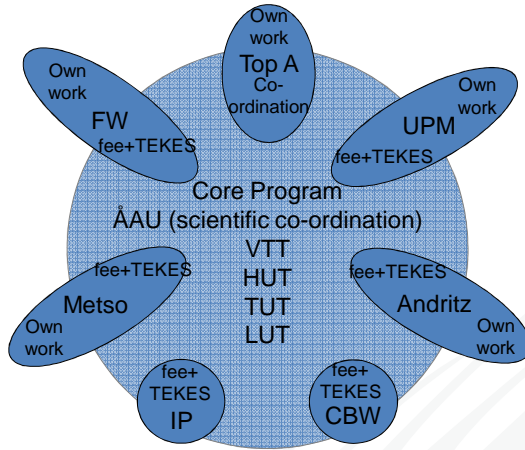 Own
work
Top A
Co-
ordination
Own
work
FW
fee+TEKES
Own
work
UPM
fee+TEKES
Core Program
ÅAU (scientific co-ordination)
VTT
HUT
TUT
LUT
fee+TEKES
Metso
Own
work
fee+TEKES
Andritz
Own
work
fee+
TEKES
IP
fee+
TEKES
CBW